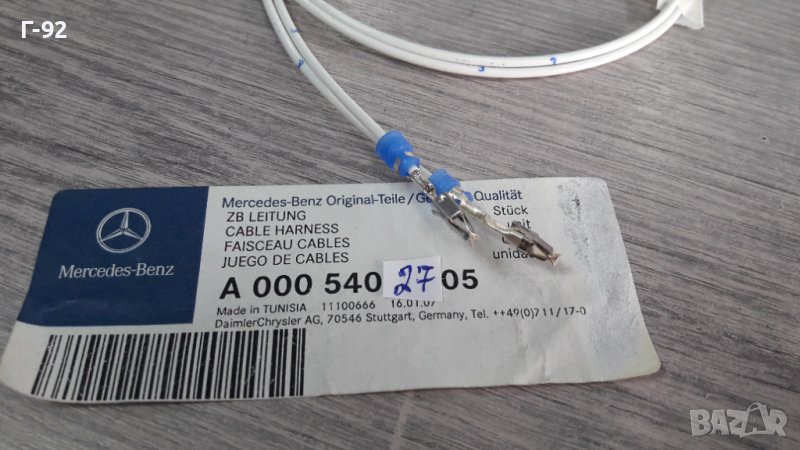 Г-92
Mercedes-Benz Original-Teile/ Qualität
ZB LEITUNG Stück
CABLE HARNESS
FAISCEAU CABLES
JUEGO DE CABLES
Mercedes-Benz
A 000 540 27 05
Made in TUNISIA 11100666 16.01.07
DaimlerChrysler AG, 70546 Stuttgart, Germany, Tel. ++49(0)711/17-0
BAZAR